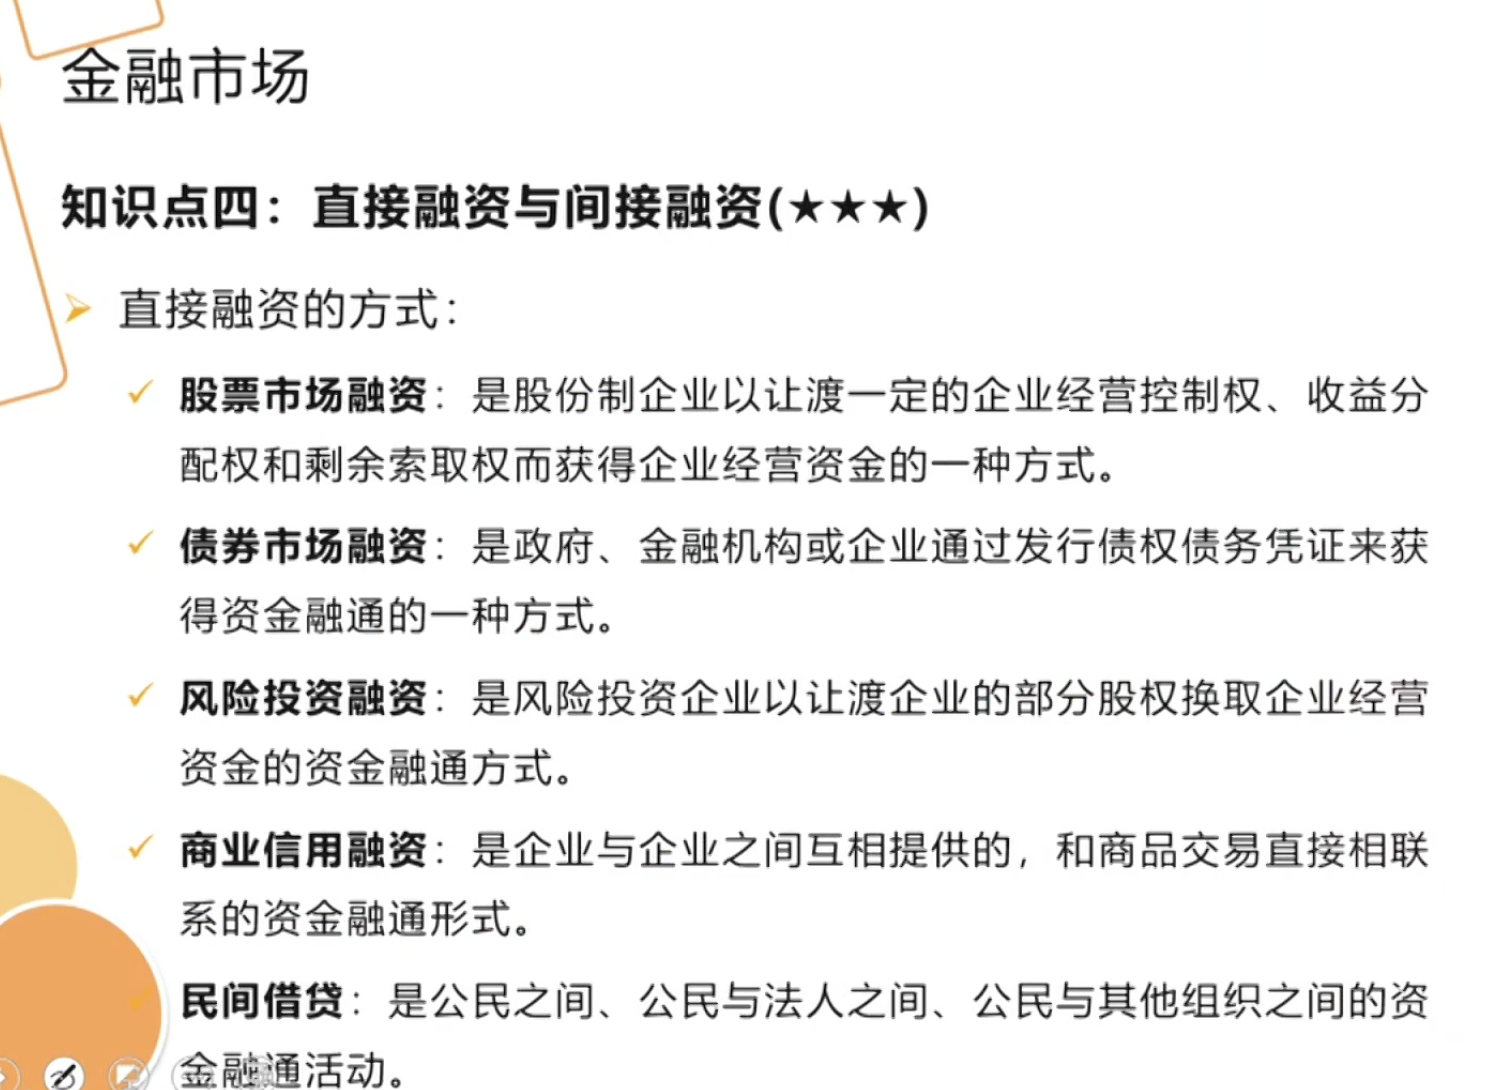 金融市场
知识点四：直接融资与间接融资(★★★)
直接融资的方式：
股票市场融资：是股份制企业以让渡一定的企业经营控制权、收益分
配权和剩余索取权而获得企业经营资金的一种方式。
债券市场融资：是政府、金融机构或企业通过发行债权债务凭证来获
得资金融通的一种方式。
风险投资融资：是风险投资企业以让渡企业的部分股权换取企业经营
资金的资金融通方式。
商业信用融资：是企业与企业之间互相提供的，和商品交易直接相联
系的资金融通形式。
民间借贷：是公民之间、公民与法人之间、公民与其他组织之间的资
金融通活动。